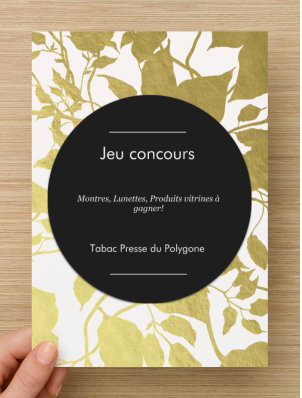 Jeu concours
Montres, Lunettes, Produits vitrines à
gagner!
Tabac Presse du Polygone